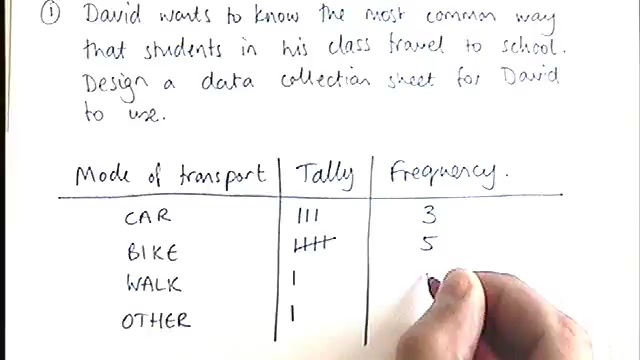 ① David wants to know the most common way
that students in his class travel to school.
Design a data collection sheet for David
to use.
Mode of transport Tally Frequency.
CAR III 3
BIKE 5
WALK I
OTHER I